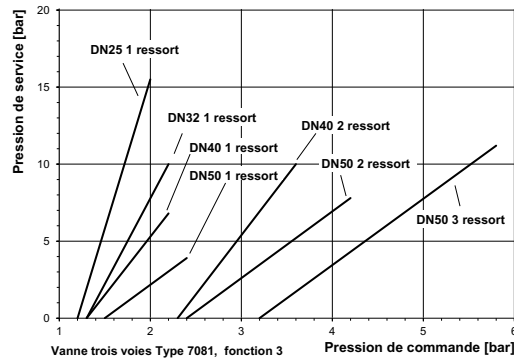 Pression de service [bar]
20
15
10
5
0
DN25 1 ressort
DN32 1 ressort
DN40 1 ressort
DN50 1 ressort
DN40 2 ressort
DN50 2 ressort
DN50 3 ressort
1 2 3 4 5 6
Vanne trois voies Type 7081, fonction 3
Pression de commande [bar]